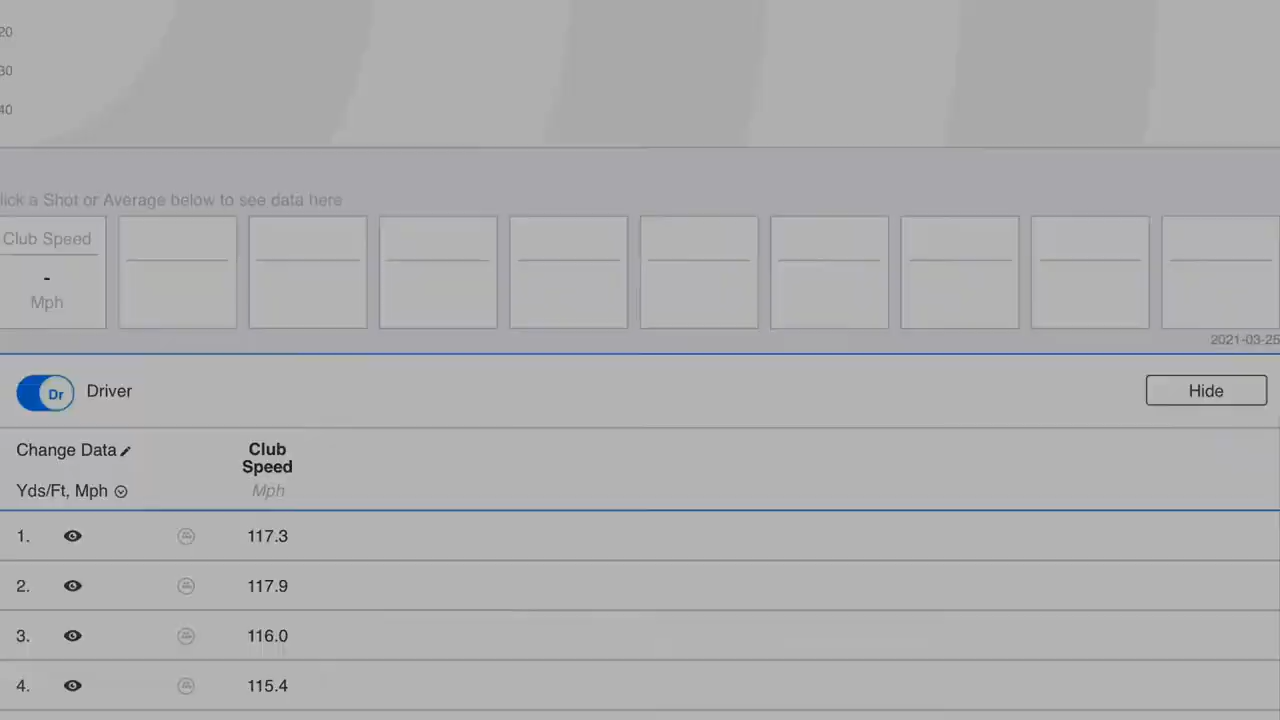 20
30
40
lick a Shot or Average below to see data here
Club Speed
-
Mph
2021-03-25
Dr Driver Hide
Change Data Club Speed
Yds/Ft, Mph Mph
1. 117.3
2. 117.9
3. 116.0
4. 115.4